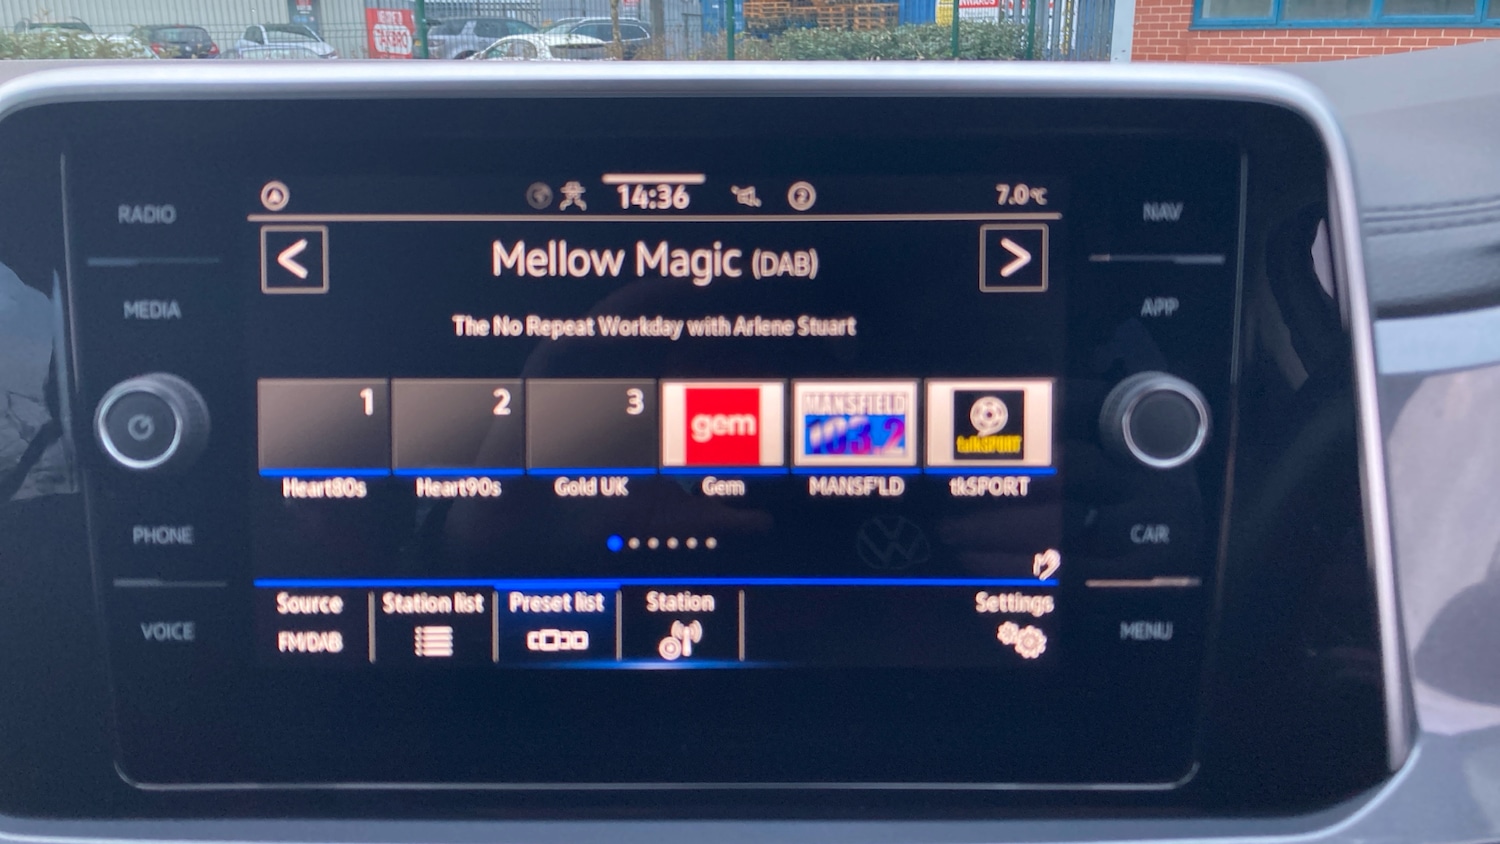 14:36
7.0°C
RADIO
NAV
Mellow Magic (DAB)
MEDIA
APP
The No Repeat Workday with Arlene Stuart
1
2
3
gem
MANSFIELD
103.2
talkSPORT
Heart80s
Heart90s
Gold UK
Gem
MANSF'LD
tkSPORT
PHONE
CAR
Source
Station list
Preset list
Station
Settings
FM/DAB
VOICE
MENU